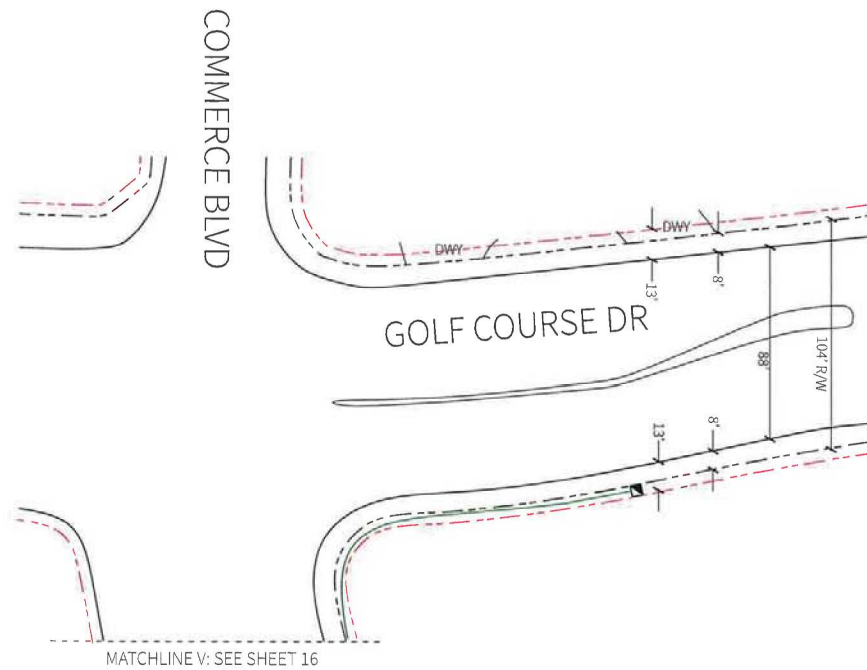 COMMERCE BLVD
DWY
DWY
13'
8'
GOLF COURSE DR
88'
104' R/W
13'
8'
MATCHLINE V: SEE SHEET 16